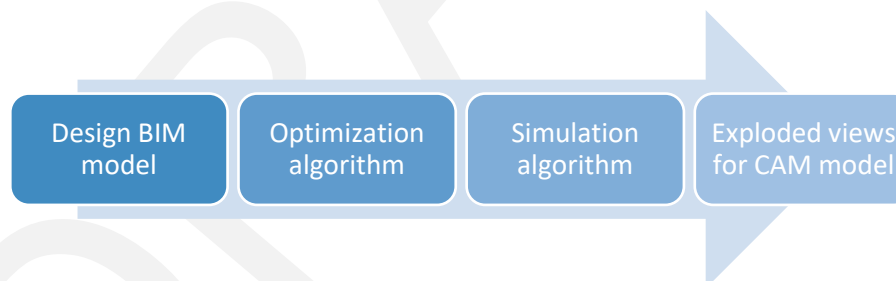 Design BIM
model
Optimization
algorithm
Simulation
algorithm
Exploded views
for CAM model